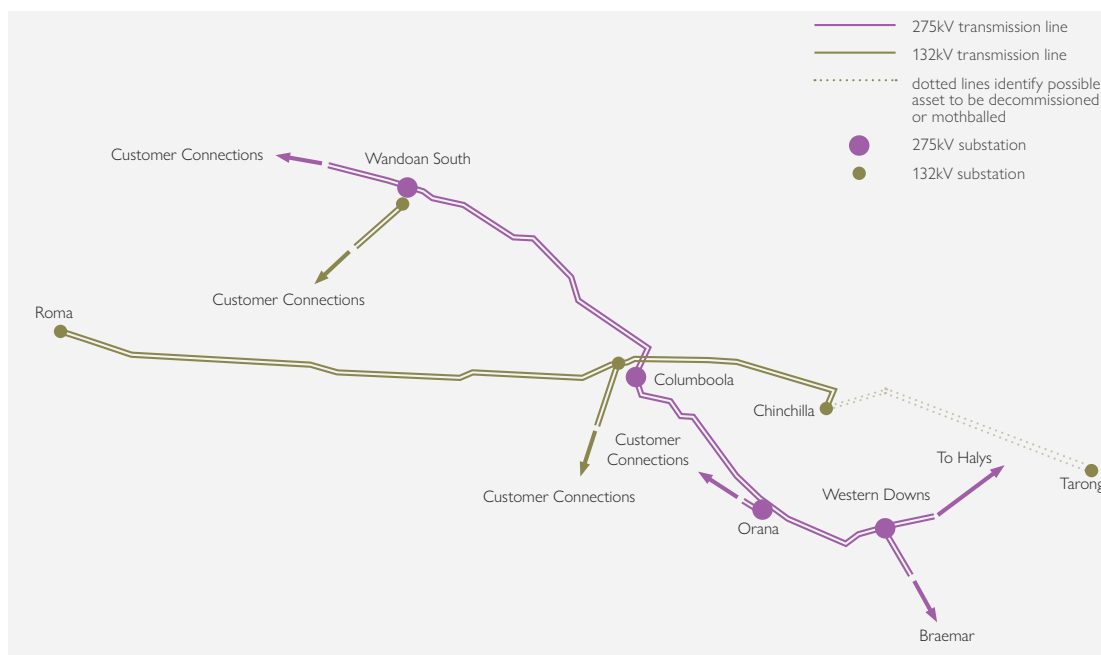 275kV transmission line
132kV transmission line
dotted lines identify possible
asset to be decommissioned
or mothballed
275kV substation
132kV substation
Customer Connections
Wandoan South
Customer Connections
Roma
Columboola
Chinchilla
Customer
Connections
To Halys
Tarong
Customer Connections
Western Downs
Orana
Braemar